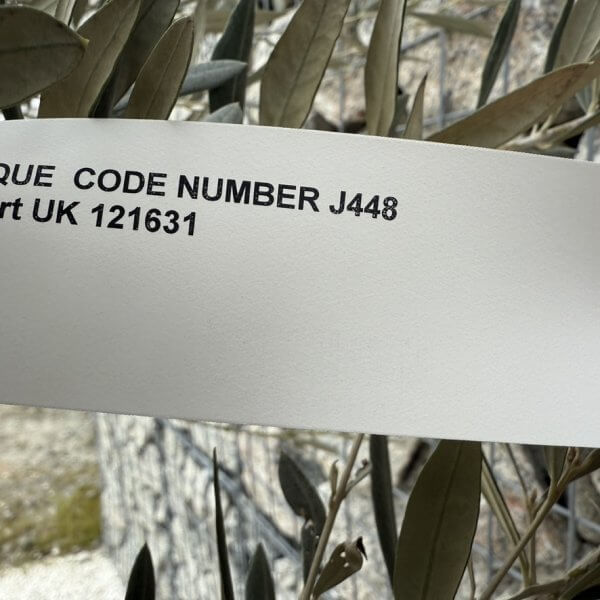 QUE CODE NUMBER J448
rt UK 121631